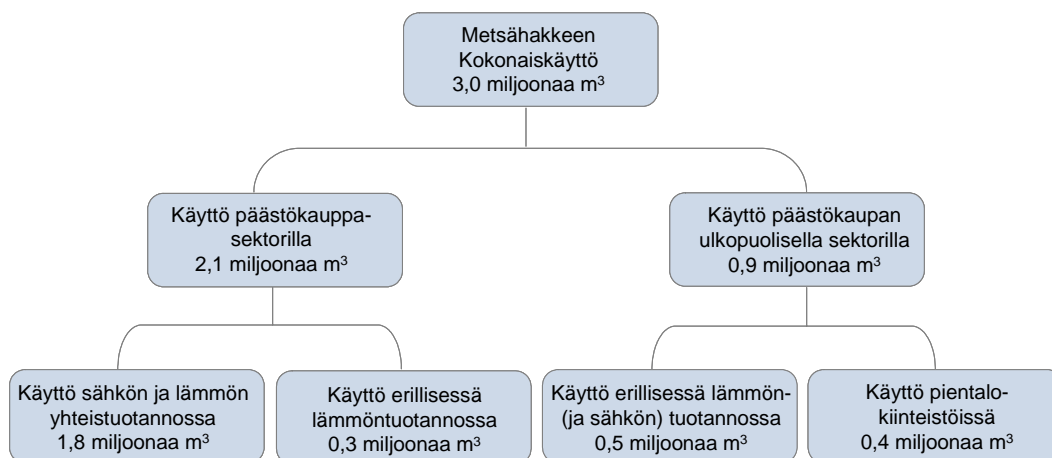 Metsähakkeen
Kokonaiskäyttö
3,0 miljoonaa m³
Käyttö päästökauppa-
sektorilla
2,1 miljoonaa m³
Käyttö päästökaupan
ulkopuolisella sektorilla
0,9 miljoonaa m³
Käyttö sähkön ja lämmön
yhteistuotannossa
1,8 miljoonaa m³
Käyttö erillisessä
lämmöntuotannossa
0,3 miljoonaa m³
Käyttö erillisessä lämmön-
(ja sähkön) tuotannossa
0,5 miljoonaa m³
Käyttö pientalo-
kiinteistöissä
0,4 miljoonaa m³